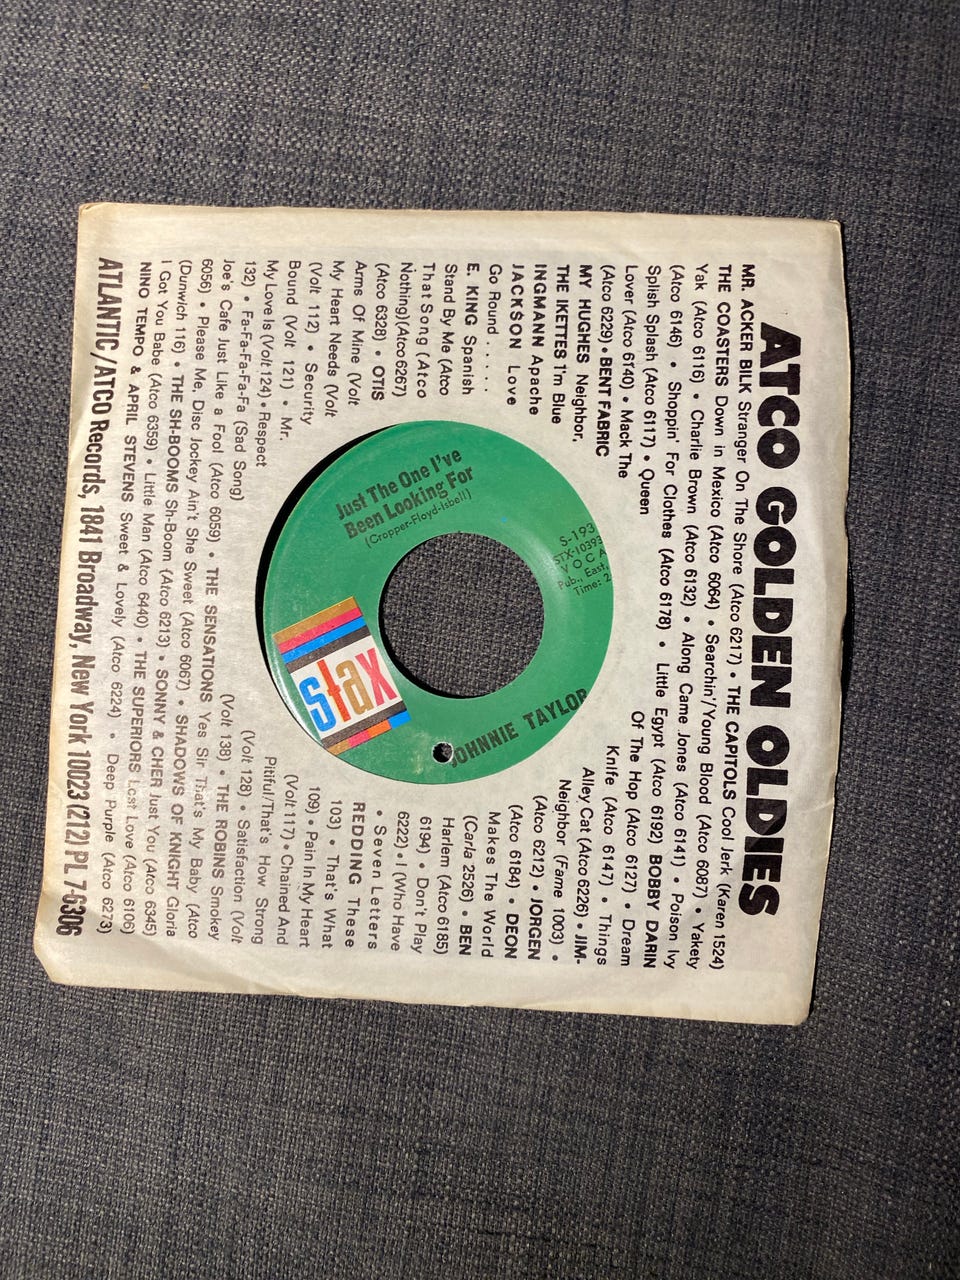 ATCO GOLDEN OLDIES
MR. ACKER BILK Stranger On The Shore (Atco 6217) • THE CAPITOLS Cool Jerk (Karen 1524)
THE COASTERS Down in Mexico (Atco 6064) • Searchin'/Young Blood (Atco 6087) • Yakety
Yak (Atco 6116) • Charlie Brown (Atco 6132) • Along Came Jones (Atco 6141) • Poison Ivy
(Atco 6146) • Shoppin' For Clothes (Atco 6178) • Little Egypt (Atco 6192) BOBBY DARIN
Splish Splash (Atco 6117) • Queen Of The Hop (Atco 6127) • Dream
Lover (Atco 6140) • Mack The Knife (Atco 6147) • Things
(Atco 6229) • BENT FABRIC Alley Cat (Atco 6226) • JIM-
MY HUGHES Neighbor, Neighbor (Fame 1003) •
THE IKETTES I'm Blue (Atco 6212) • JORGEN
INGMANN Apache (Atco 6184) • DEON
JACKSON Love Makes The World
Go Round ..... (Carla 2526) • BEN
E. KING Spanish Harlem (Atco 6185)
Stand By Me (Atco 6194) • Don't Play
That Song (Atco 6222) • (Who Have
Nothing)(Atco 6267) • Seven Letters
(Atco 6328) • OTIS REDDING These
Arms Of Mine (Volt 103) • That's What
My Heart Needs (Volt 109) • Pain In My Heart
(Volt 112) • Security (Volt 117) • Chained And
Bound (Volt 121) • Mr. Pitiful/That's How Strong
My Love Is (Volt 124) • Respect (Volt 128) • Satisfaction (Volt
132) • Fa-Fa-Fa-Fa-Fa (Sad Song) (Volt 138) • THE ROBINS Smokey
Joe's Cafe Just Like a Fool (Atco 6059) • THE SENSATIONS Yes Sir That's My Baby (Atco
6056) • Please Me, Disc Jockey Ain't She Sweet (Atco 6067) • SHADOWS OF KNIGHT Gloria
(Dunwich 116) • THE SH-BOOMS Sh-Boom (Atco 6213) • SONNY & CHER Just You (Atco 6345)
I Got You Babe (Atco 6359) • Little Man (Atco 6440) • THE SUPERIORS Lost Love (Atco 6106)
NINO TEMPO & APRIL STEVENS Sweet & Lovely (Atco 6224) • Deep Purple (Atco 6273)
ATLANTIC/ATCO Records, 1841 Broadway, New York 10023 (212) PL 7-6306
stax
Just The One I've
Been Looking For
(Cropper-Floyd-Isbell)
S-193
STX-10393
VOCA
Pub., East,
Time: 2
JOHNNIE TAYLOR